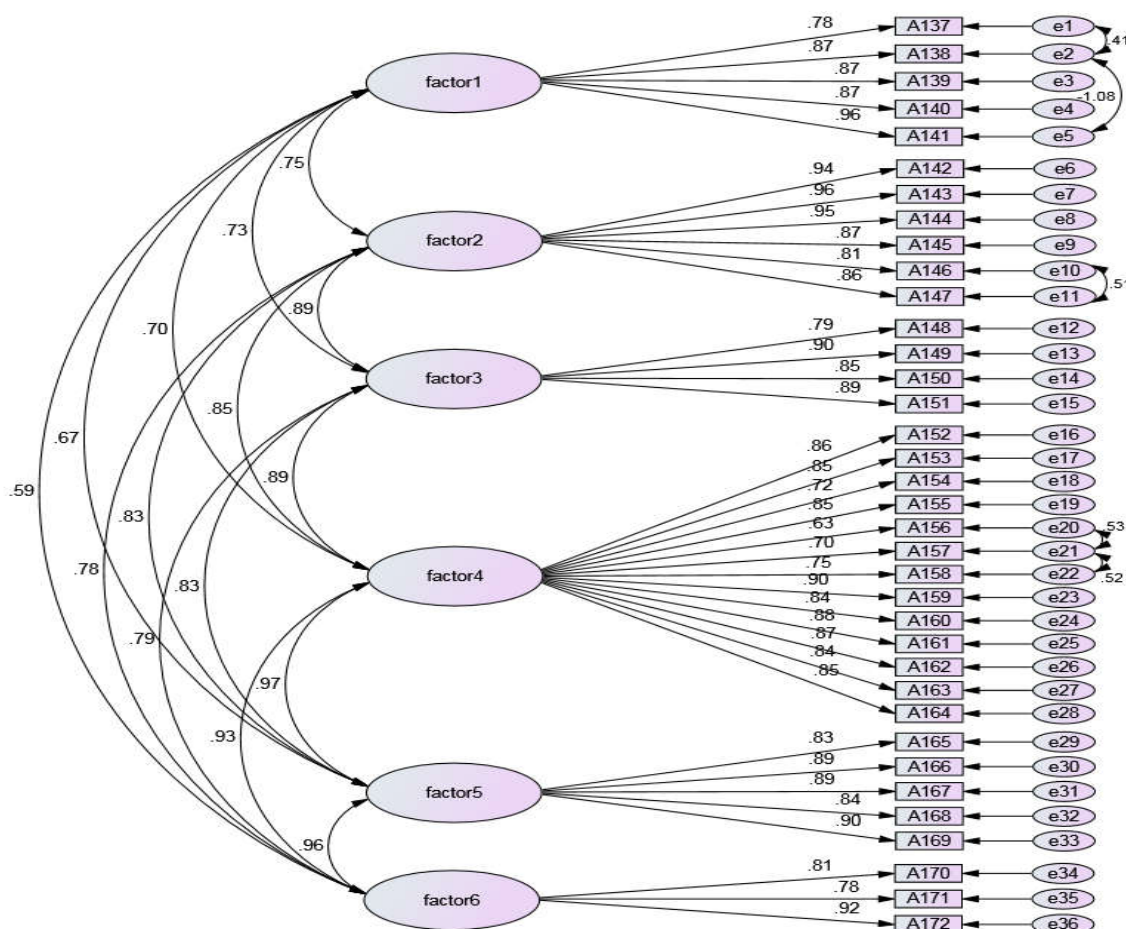 .78 A137 e1
.41
.87 A138 e2
factor1 .87 A139 e3
.87 A140 e4
-1.08
.96 A141 e5
.75
.94 A142 e6
.96 A143 e7
.95 A144 e8
.73
factor2 .87 A145 e9
.81 A146 e10
.86 A147 e11
.51
.89
.70
.79 A148 e12
.90 A149 e13
factor3 .85 A150 e14
.89 A151 e15
.85
.67
.86 A152 e16
.85 A153 e17
.89
.72 A154 e18
.59
.85 A155 e19
.83
.63 A156 e20
.53
.70 A157 e21
.78
factor4 .75 A158 e22
.52
.83
.90 A159 e23
.84 A160 e24
.79
.88 A161 e25
.87 A162 e26
.97
.84 A163 e27
.85 A164 e28
.93
.83 A165 e29
.89 A166 e30
factor5 .89 A167 e31
.84 A168 e32
.90 A169 e33
.96
.81 A170 e34
factor6 .78 A171 e35
.92 A172 e36